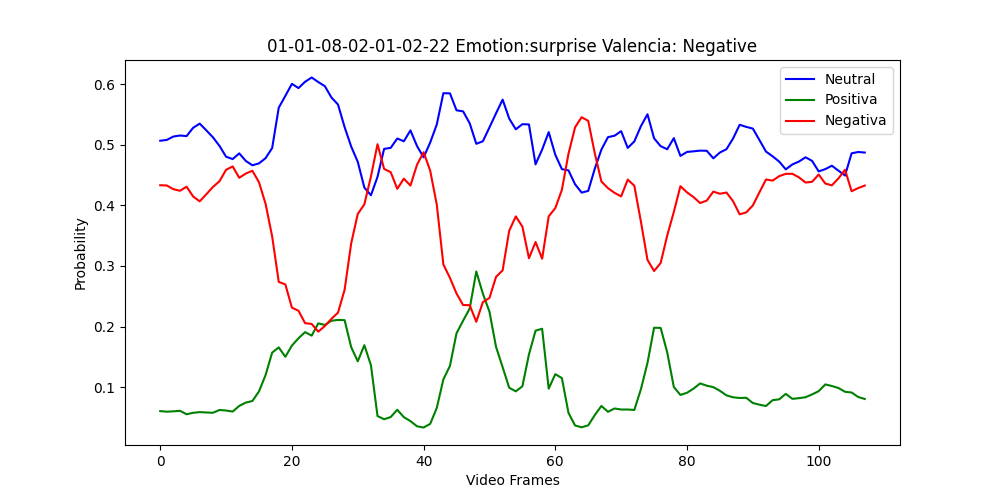 01-01-08-02-01-02-22 Emotion:surprise Valencia: Negative
Neutral
Positiva
Negativa
0.6
0.5
0.4
0.3
0.2
0.1
Probability
0 20 40 60 80 100
Video Frames